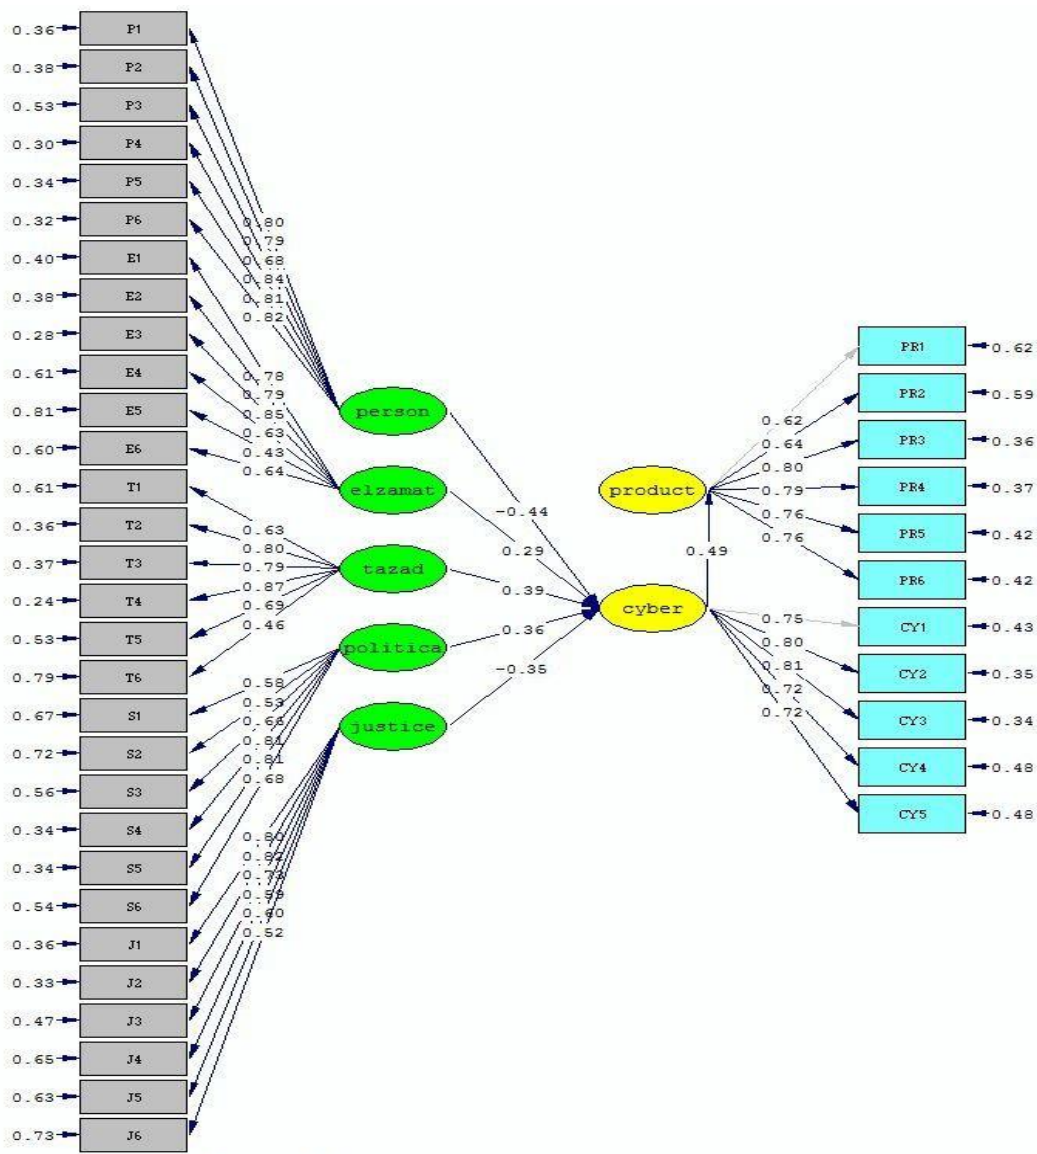 0.36 P1
0.38 P2
0.53 P3
0.30 P4
0.34 P5
0.32 P6
0.40 E1
0.38 E2
0.28 E3
0.61 E4
0.81 E5
0.60 E6
0.61 T1
0.36 T2
0.37 T3
0.24 T4
0.53 T5
0.79 T6
0.67 S1
0.72 S2
0.56 S3
0.34 S4
0.34 S5
0.54 S6
0.36 J1
0.33 J2
0.47 J3
0.65 J4
0.63 J5
0.73 J6
0.80
0.79
0.68
0.84
0.81
0.82
0.78
0.79
0.85
0.63
0.43
0.64
0.63
0.80
0.79
0.87
0.69
0.46
0.58
0.53
0.66
0.81
0.81
0.68
0.80
0.82
0.73
0.59
0.60
0.52
person
elzamat
tazad
politica
justice
-0.44
0.29
0.39
0.36
-0.35
product
0.49
cyber
0.62
0.64
0.80
0.79
0.76
0.76
0.75
0.80
0.81
0.72
0.72
PR1 0.62
PR2 0.59
PR3 0.36
PR4 0.37
PR5 0.42
PR6 0.42
CY1 0.43
CY2 0.35
CY3 0.34
CY4 0.48
CY5 0.48